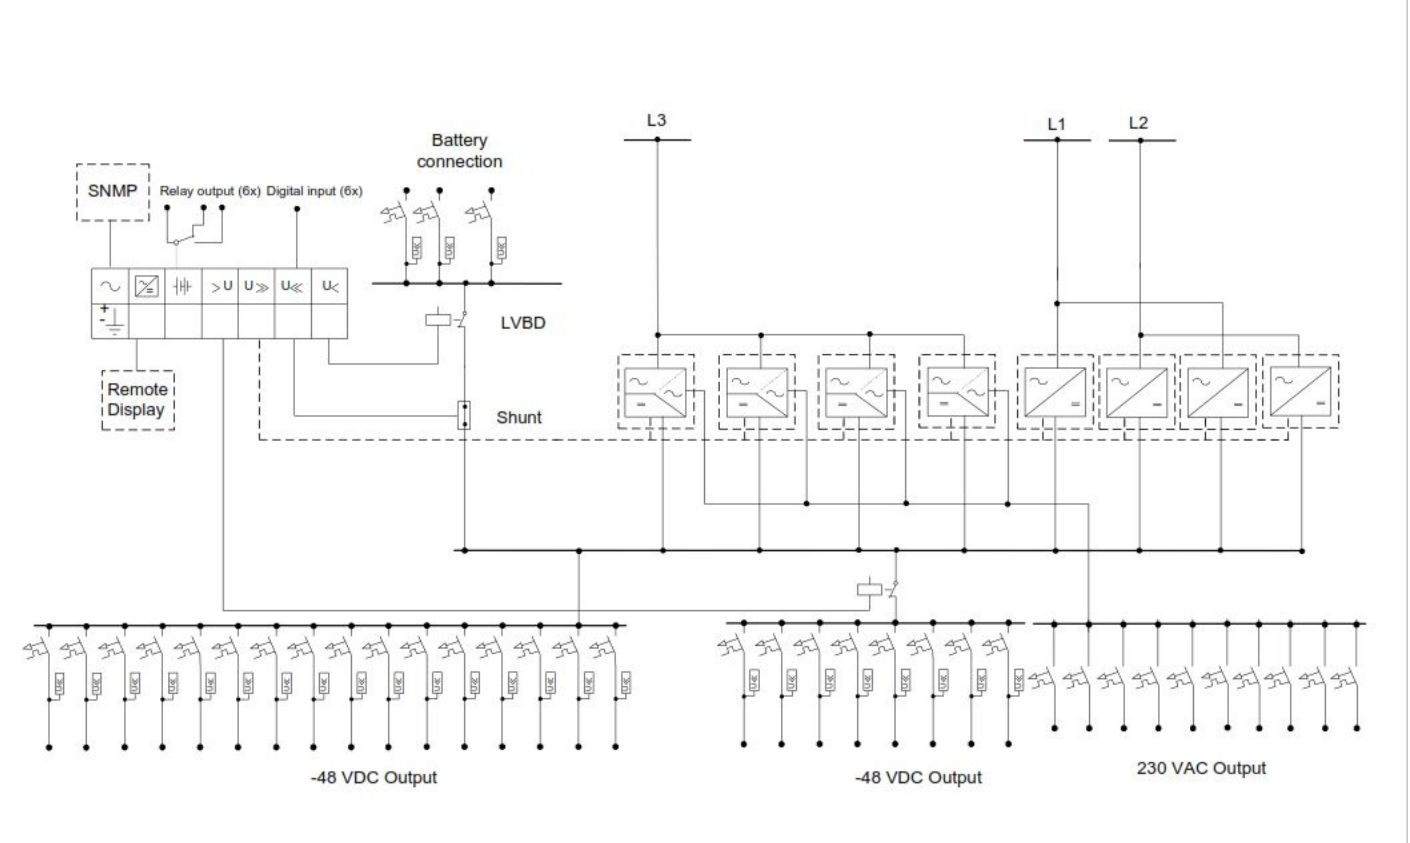 L3
L1
L2
Battery
connection
SNMP
Relay output (6x)
Digital input (6x)
>U
U>>
U<<
U<
+
-
LVBD
Remote
Display
Shunt
-48 VDC Output
-48 VDC Output
230 VAC Output